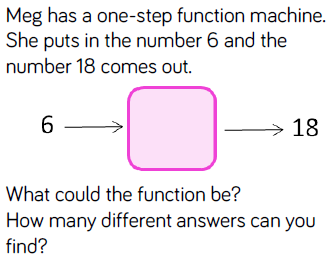 Meg has a one-step function machine.
She puts in the number 6 and the
number 18 comes out.
6 18
What could the function be?
How many different answers can you
find?